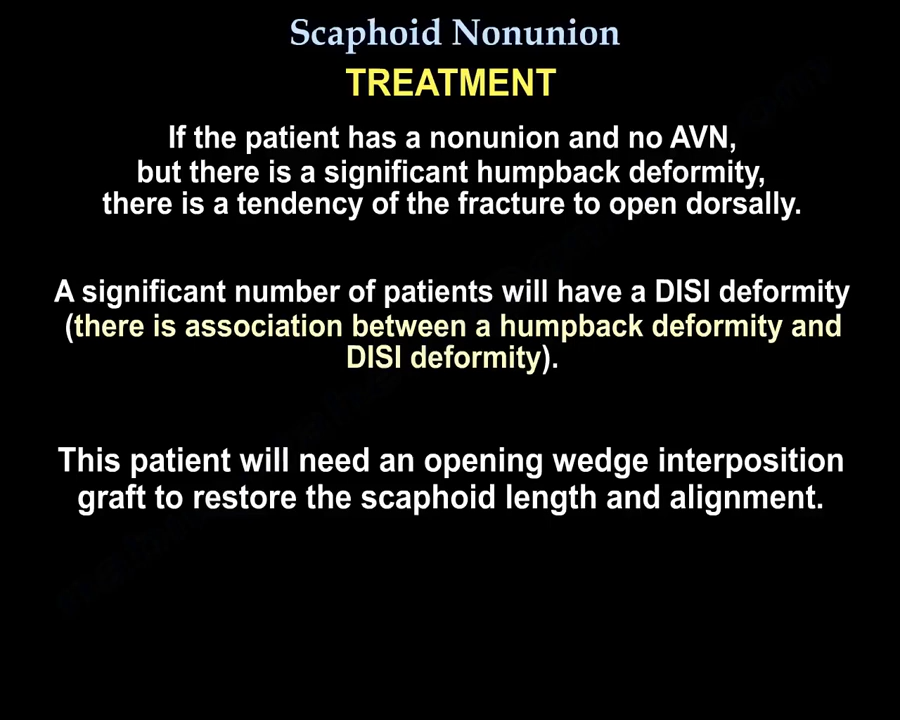 Scaphoid Nonunion
TREATMENT
If the patient has a nonunion and no AVN,
but there is a significant humpback deformity,
there is a tendency of the fracture to open dorsally.
A significant number of patients will have a DISI deformity
(there is association between a humpback deformity and
DISI deformity).
This patient will need an opening wedge interposition
graft to restore the scaphoid length and alignment.